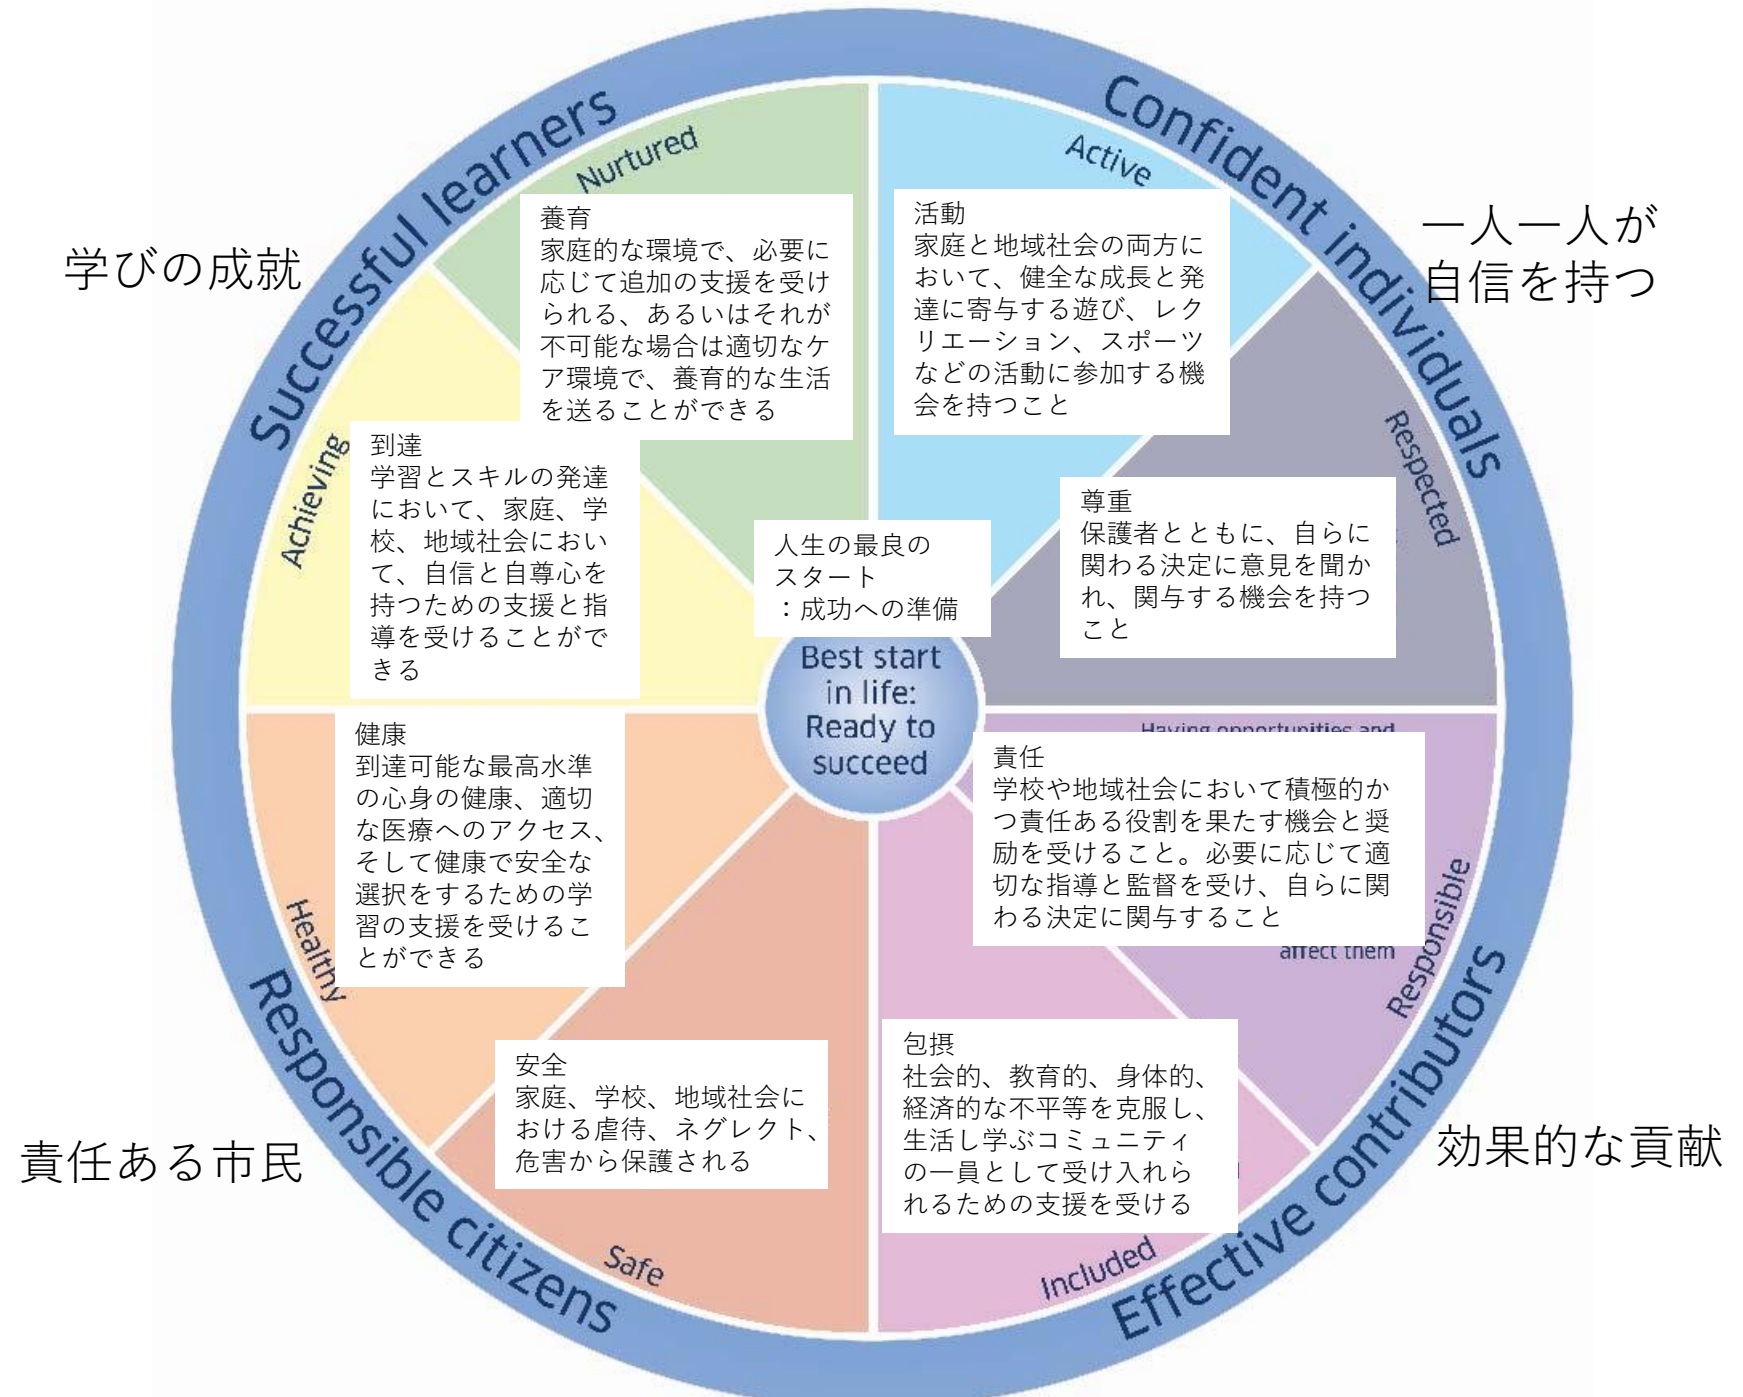 Successful learners
Confident individuals
学びの成就
一人一人が
自信を持つ
Nurtured
養育
家庭的な環境で、必要に
応じて追加の支援を受け
られる、あるいはそれが
不可能な場合は適切なケ
ア環境で、養育的な生活
を送ることができる
Active
活動
家庭と地域社会の両方に
おいて、健全な成長と発
達に寄与する遊び、レク
リエーション、スポーツ
などの活動に参加する機
会を持つこと
Achieving
到達
学習とスキルの発達
において、家庭、学
校、地域社会におい
て、自信と自尊心を
持つための支援と指
導を受けることがで
きる
Respected
尊重
保護者とともに、自らに
関わる決定に意見を聞か
れ、関与する機会を持つ
こと
人生の最良の
スタート
：成功への準備
Best start
in life:
Ready to
succeed
Healthy
健康
到達可能な最高水準
の心身の健康、適切
な医療へのアクセス、
そして健康で安全な
選択をするための学
習の支援を受けるこ
とができる
Having opportunities and
責任
学校や地域社会において積極的か
つ責任ある役割を果たす機会と奨
励を受けること。必要に応じて適
切な指導と監督を受け、自らに関
わる決定に関与すること
affect them
Responsible
安全
家庭、学校、地域社会に
おける虐待、ネグレクト、
危害から保護される
Safe
包摂
社会的、教育的、身体的、
経済的な不平等を克服し、
生活し学ぶコミュニティ
の一員として受け入れら
れるための支援を受ける
Included
責任ある市民
効果的な貢献
Responsible citizens
Effective contributors